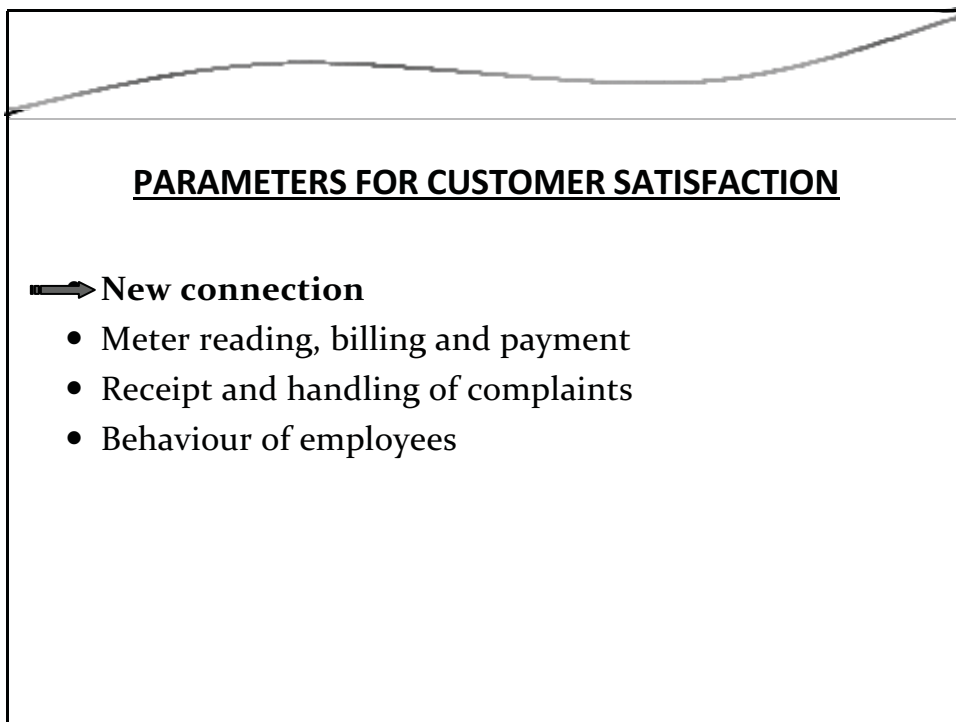 PARAMETERS FOR CUSTOMER SATISFACTION
New connection
• Meter reading, billing and payment
• Receipt and handling of complaints
• Behaviour of employees